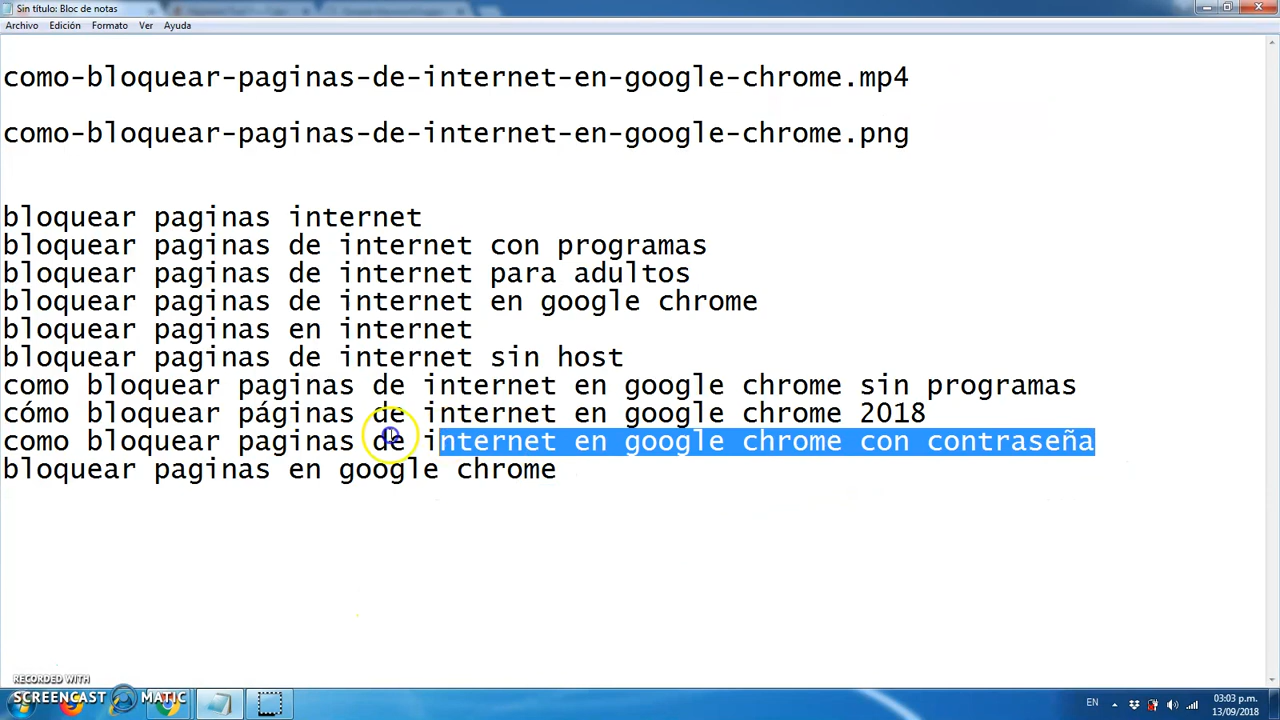 Sin título: Bloc de notas
Archivo Edición Formato Ver Ayuda
como-bloquear-paginas-de-internet-en-google-chrome.mp4
como-bloquear-paginas-de-internet-en-google-chrome.png
bloquear paginas internet
bloquear paginas de internet con programas
bloquear paginas de internet para adultos
bloquear paginas de internet en google chrome
bloquear paginas en internet
bloquear paginas de internet sin host
como bloquear paginas de internet en google chrome sin programas
cómo bloquear páginas de internet en google chrome 2018
como bloquear paginas de internet en google chrome con contraseña
bloquear paginas en google chrome
RECORDED WITH
SCREENCAST MATIC
EN
03:03 p.m.
13/09/2018